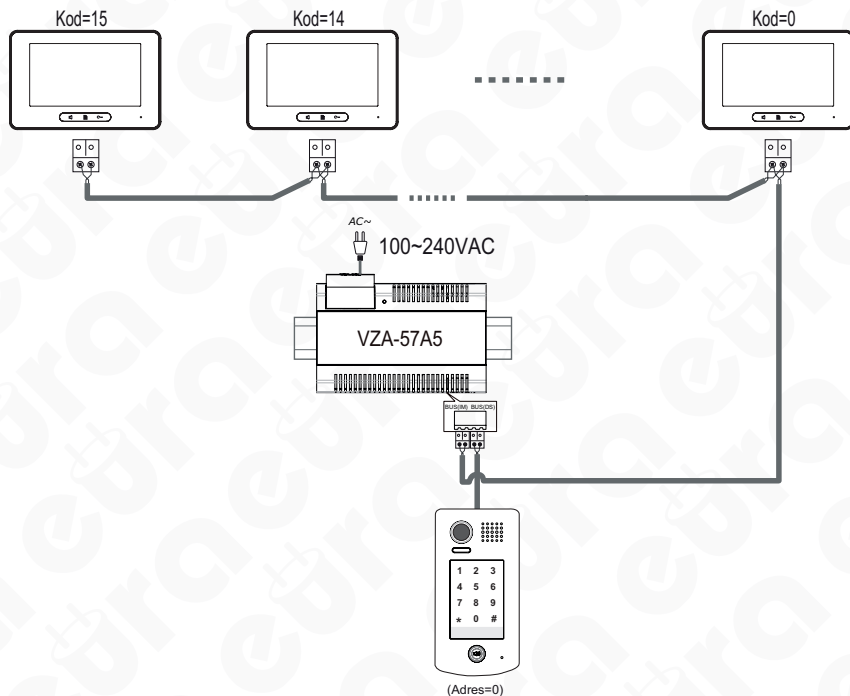 Kod=15
Kod=14
Kod=0
AC~
100~240VAC
VZA-57A5
BUS(IM) BUS(DS)
1 2 3
4 5 6
7 8 9
* 0 #
(Adres=0)
eura